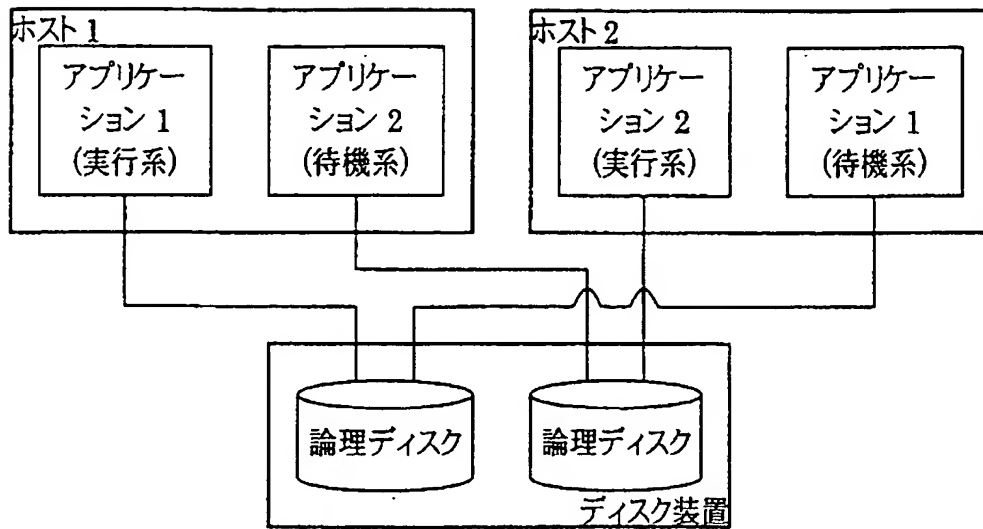 ホスト1
アプリケー
ション1
(実行系)
アプリケー
ション2
(待機系)
ホスト2
アプリケー
ション2
(実行系)
アプリケー
ション1
(待機系)
論理ディスク
論理ディスク
ディスク装置